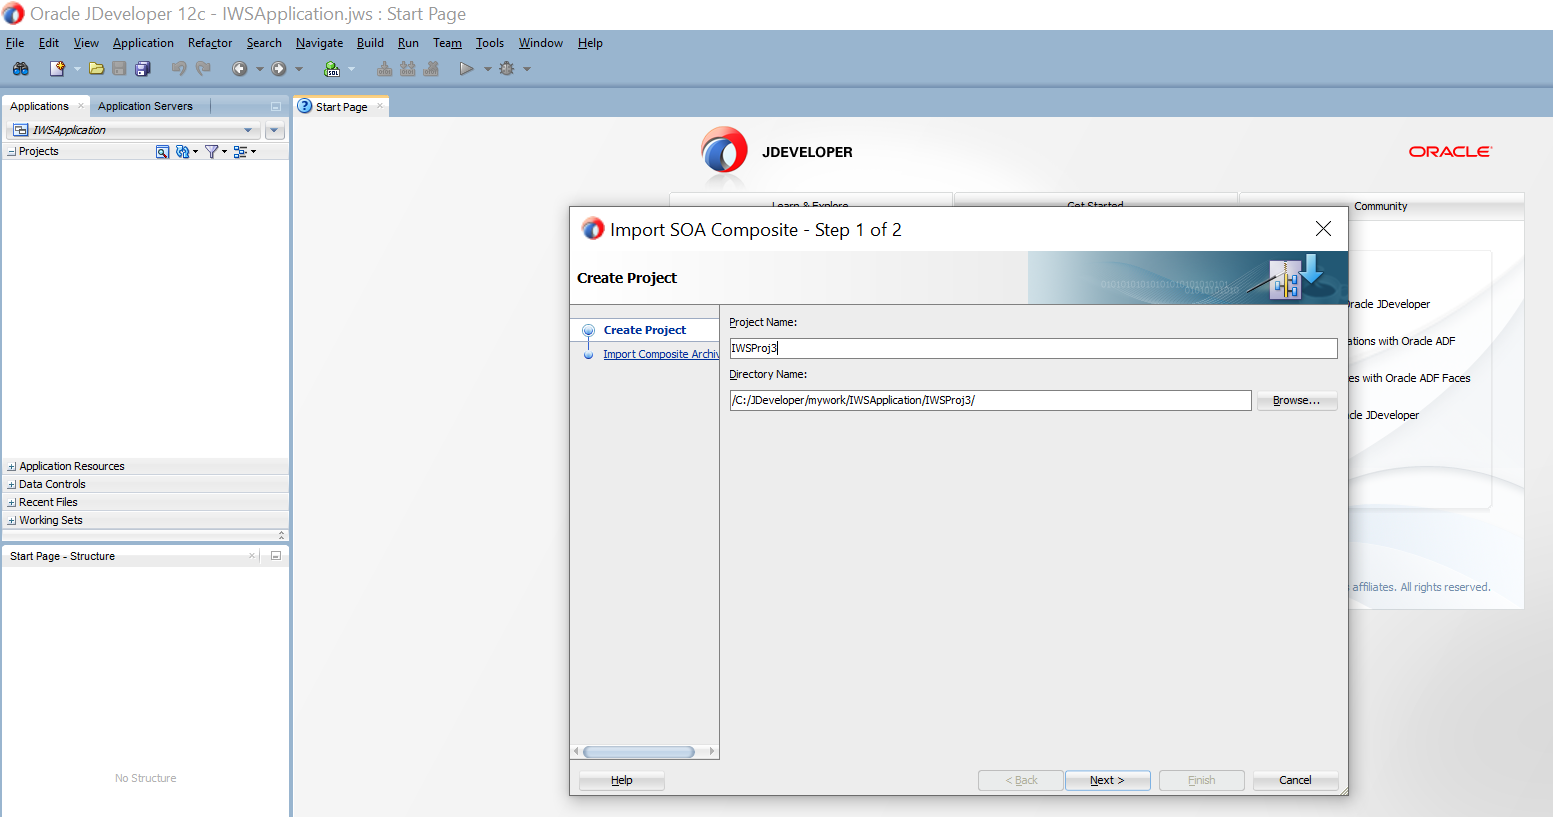 Oracle JDeveloper 12c - IWSApplication.jws : Start Page
File Edit View Application Refactor Search Navigate Build Run Team Tools Window Help
Applications Application Servers
Start Page
IWSApplication
Projects
JDEVELOPER
ORACLE
Learn & Explore Get Started Community
Import SOA Composite - Step 1 of 2
Create Project
Create Project
Import Composite Archiv
Project Name:
IWSProj3
Directory Name:
/C:/JDeveloper/mywork/IWSApplication/IWSProj3/
Browse...
racle JDeveloper
ations with Oracle ADF
es with Oracle ADF Faces
cle JDeveloper
Application Resources
Data Controls
Recent Files
Working Sets
Start Page - Structure
affiliates. All rights reserved.
No Structure
Help < Back Next > Finish Cancel